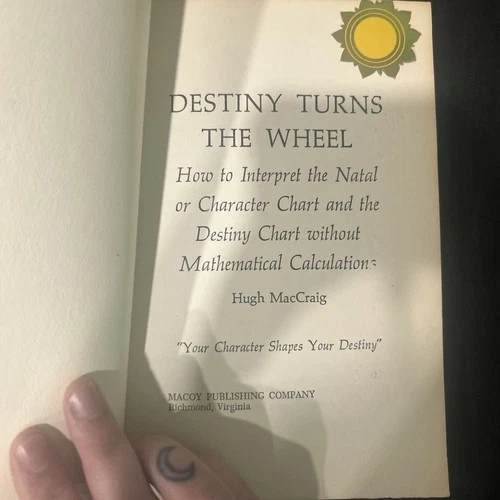 DESTINY TURNS
THE WHEEL
How to Interpret the Natal
or Character Chart and the
Destiny Chart without
Mathematical Calculations
Hugh MacCraig
"Your Character Shapes Your Destiny"
MACOY PUBLISHING COMPANY
Richmond, Virginia